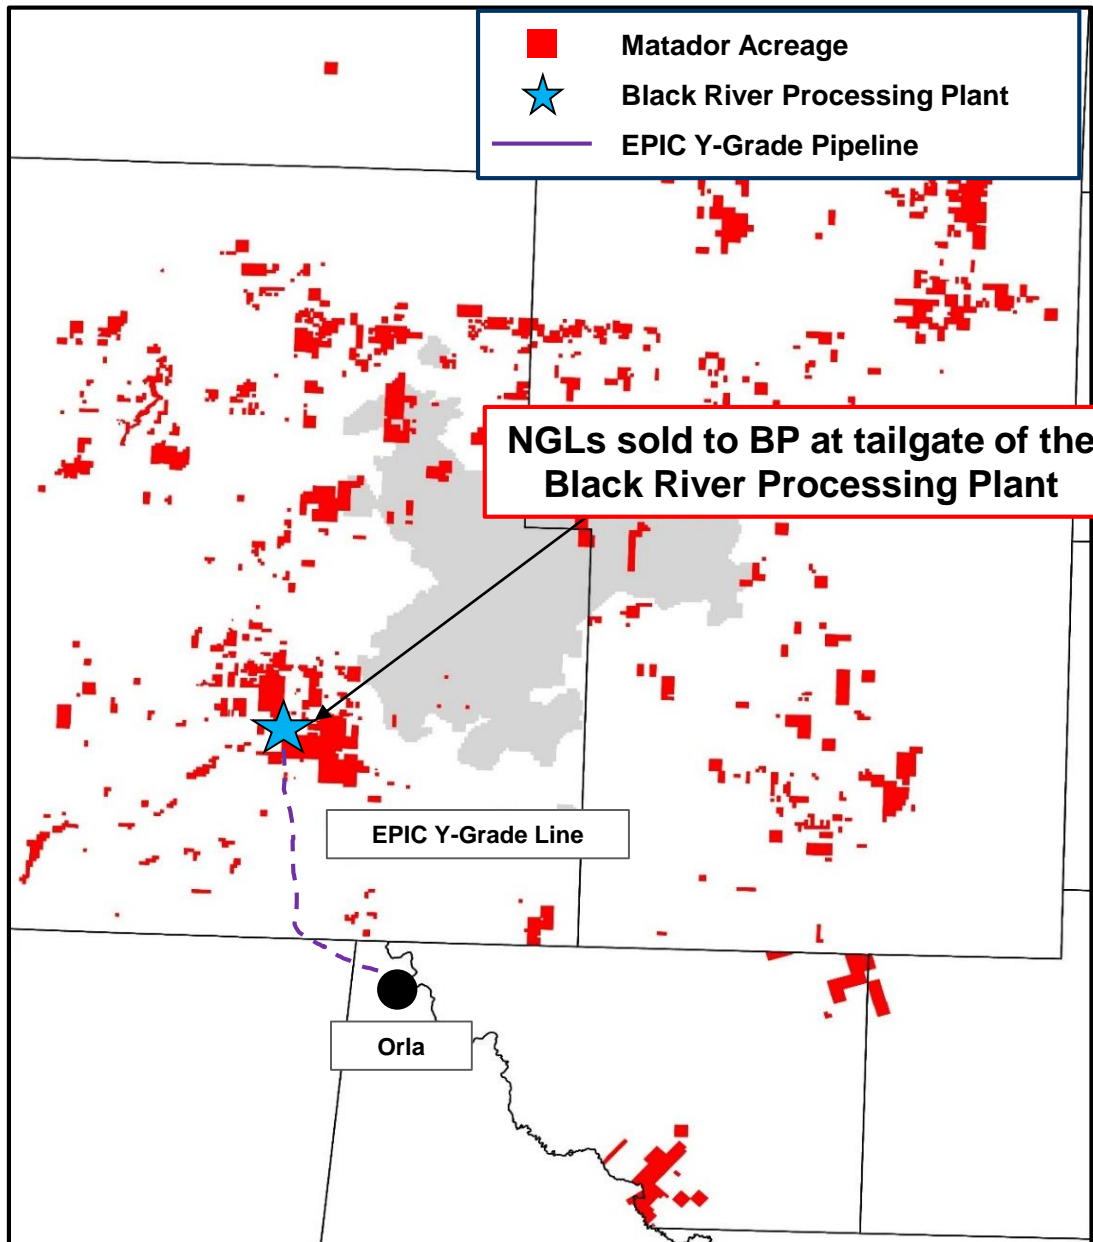 Matador Acreage
Black River Processing Plant
EPIC Y-Grade Pipeline
NGLs sold to BP at tailgate of the
Black River Processing Plant
EPIC Y-Grade Line
Orla